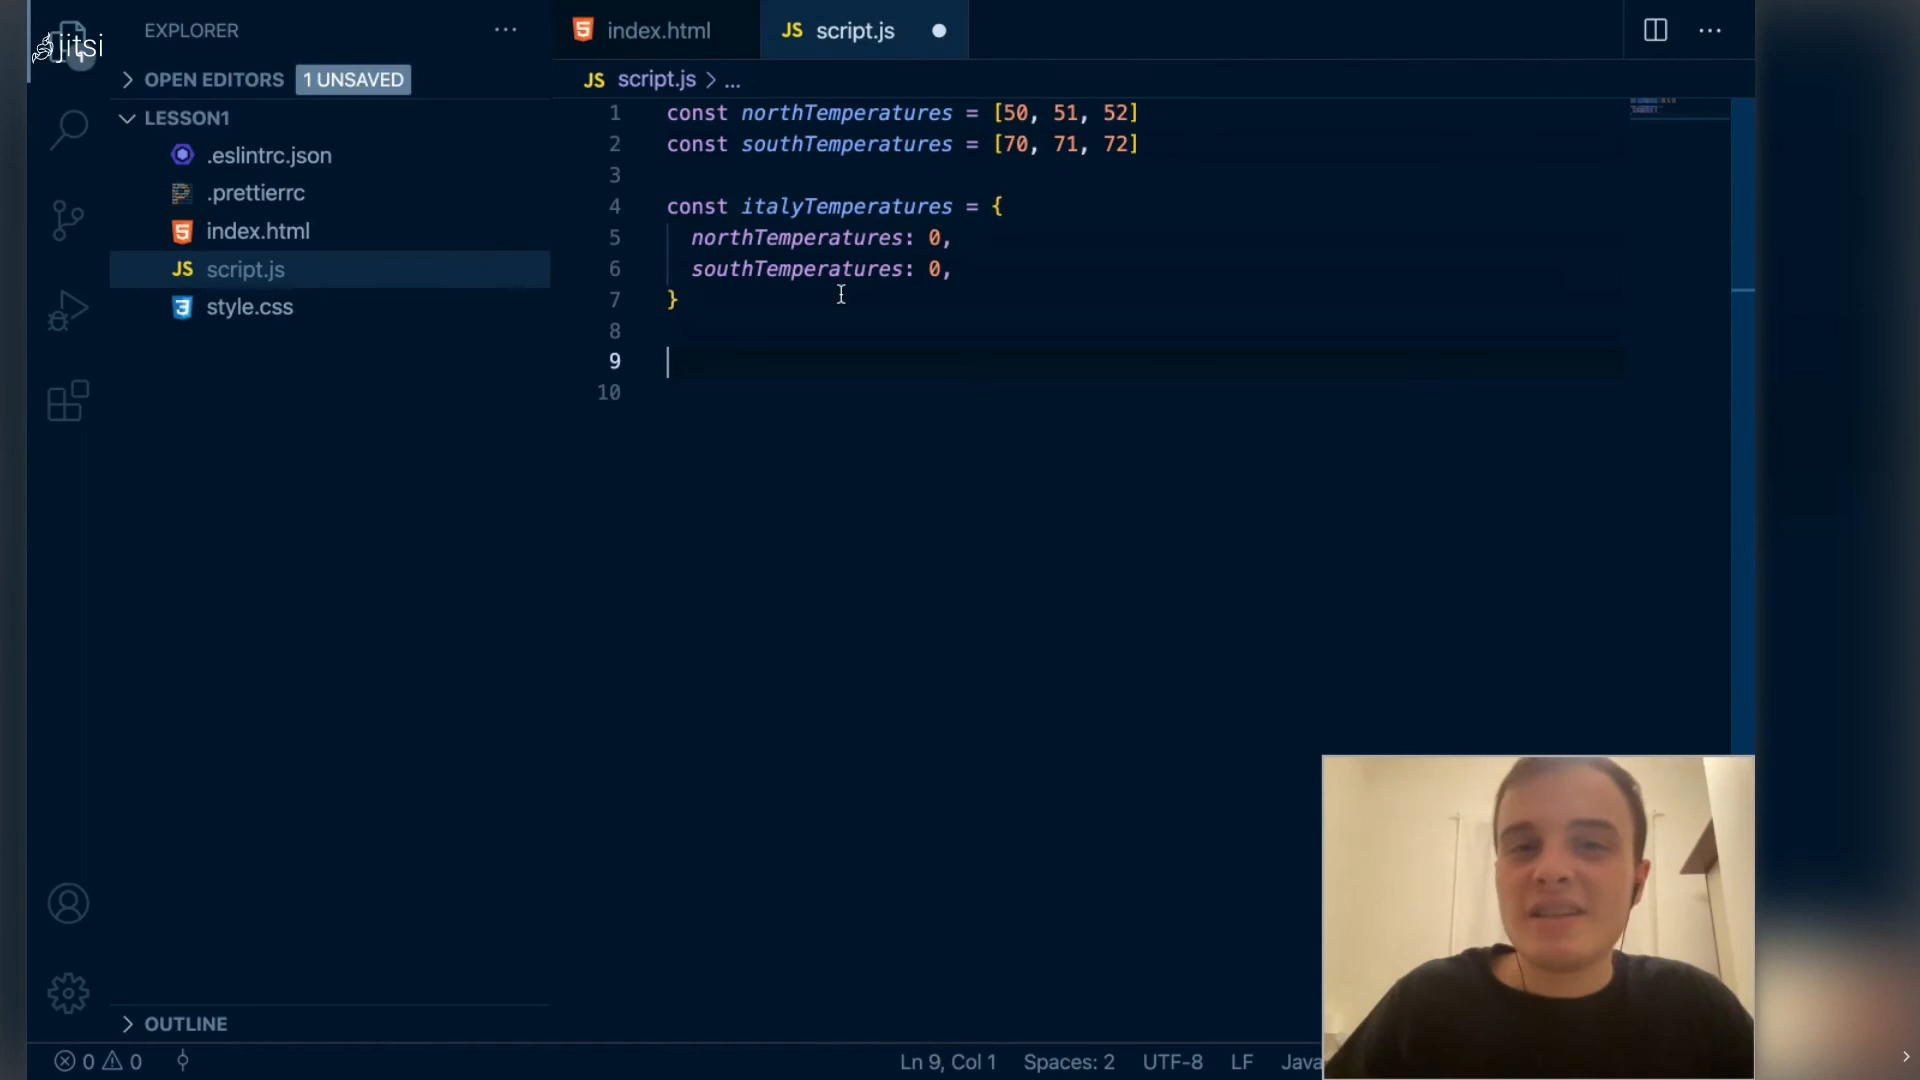 jitsi
EXPLORER
index.html
JS script.js
OPEN EDITORS 1 UNSAVED
JS script.js > ...
LESSON1
.eslintrc.json
.prettierrc
index.html
JS script.js
style.css
1 const northTemperatures = [50, 51, 52]
2 const southTemperatures = [70, 71, 72]
3
4 const italyTemperatures = {
5 northTemperatures: 0,
6 southTemperatures: 0,
7 }
8
9
10
OUTLINE
0 0
Ln 9, Col 1 Spaces: 2 UTF-8 LF Java